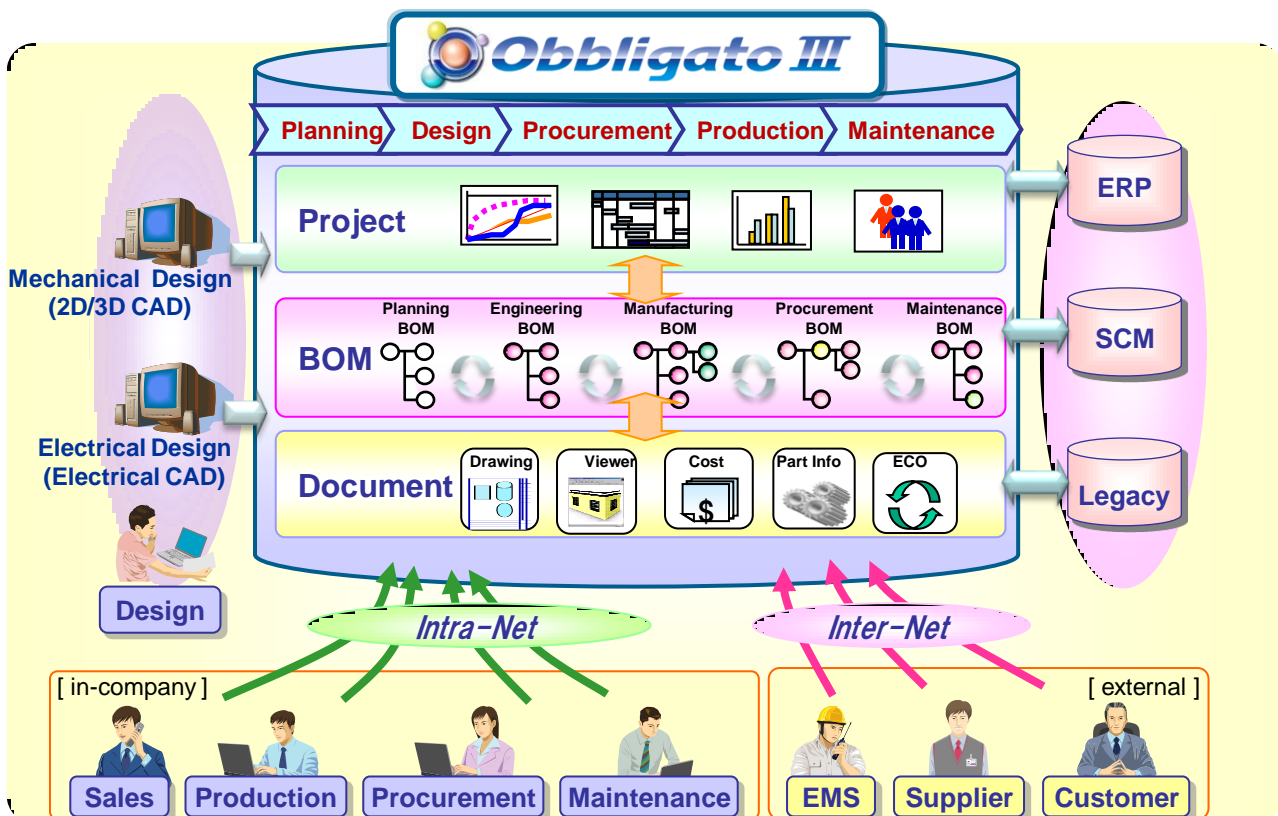 Obbligato III
Planning
Design
Procurement
Production
Maintenance
Project
ERP
Mechanical Design
(2D/3D CAD)
BOM
Planning
BOM
Engineering
BOM
Manufacturing
BOM
Procurement
BOM
Maintenance
BOM
SCM
Electrical Design
(Electrical CAD)
Document
Drawing
Viewer
Cost
$
Part Info
ECO
Legacy
Design
Intra-Net
Inter-Net
[ in-company ]
[ external ]
Sales
Production
Procurement
Maintenance
EMS
Supplier
Customer